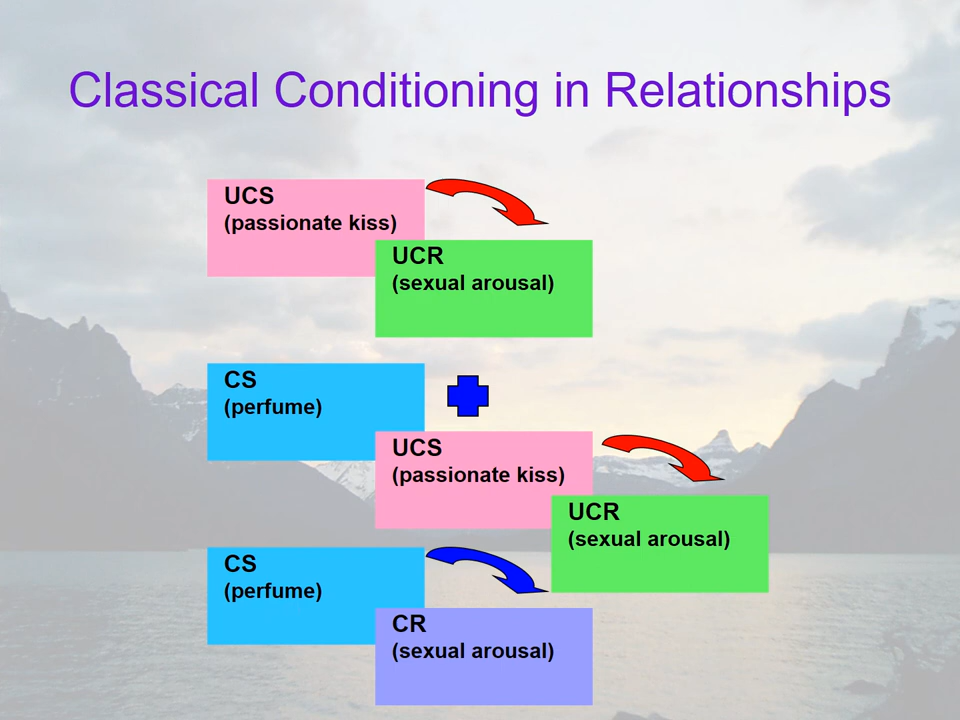 Classical Conditioning in Relationships
UCS
(passionate kiss)
UCR
(sexual arousal)
CS
(perfume)
UCS
(passionate kiss)
UCR
(sexual arousal)
CS
(perfume)
CR
(sexual arousal)